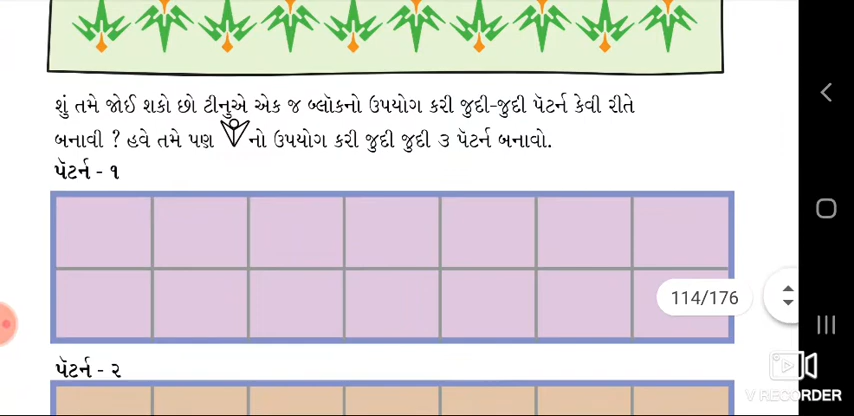 શું તમે જોઈ શકો છો ટીનુએ એક જ બ્લૉકનો ઉપયોગ કરી જુદી-જુદી પૅટર્ન કેવી રીતે
બનાવી ? હવે તમે પણ નો ઉપયોગ કરી જુદી જુદી ૩ પૅટર્ન બનાવો.
પૅટર્ન - ૧
114/176
પૅટર્ન - ૨
V RECORDER